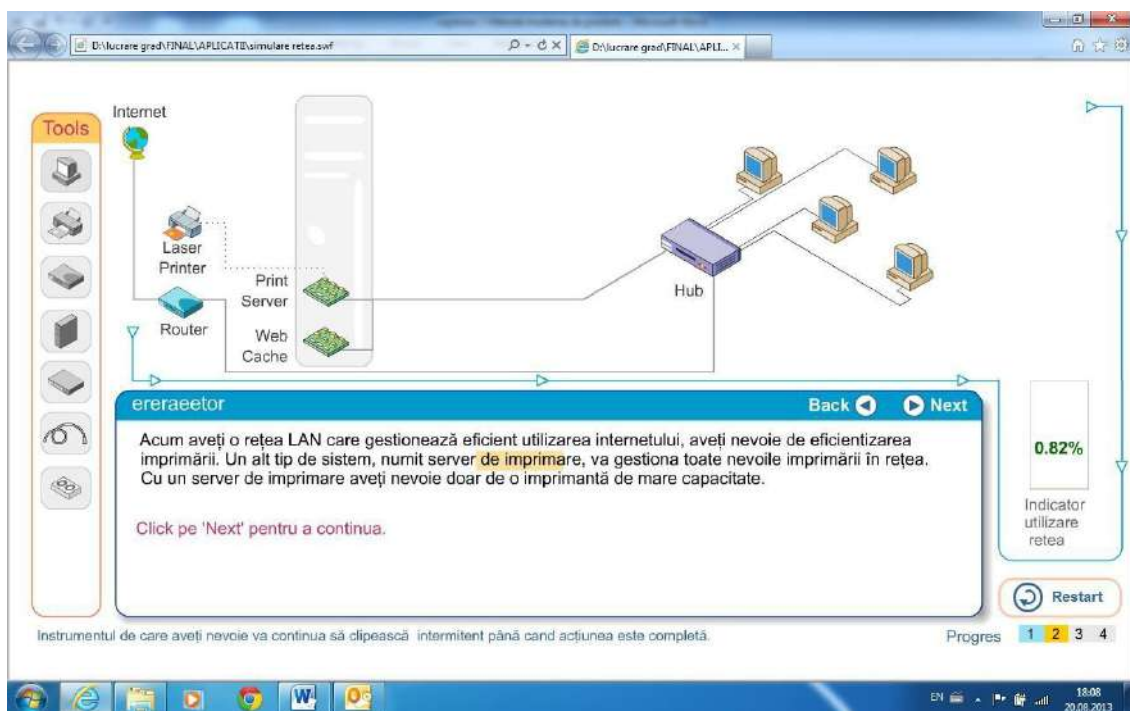 D:\lucrare grad\FINAL\APLICATII\simulare retea.swf
D:\lucrare grad\FINAL\APLI...
Tools
Internet
Laser
Printer
Print
Server
Router
Web
Cache
Hub
ereraeetor
Back
Next
Acum aveți o rețea LAN care gestionează eficient utilizarea internetului, aveți nevoie de eficientizarea
imprimării. Un alt tip de sistem, numit server de imprimare, va gestiona toate nevoile imprimării în rețea.
Cu un server de imprimare aveți nevoie doar de o imprimantă de mare capacitate.
Click pe 'Next' pentru a continua.
0.82%
Indicator
utilizare
retea
Restart
Instrumentul de care aveți nevoie va continua să clipească intermitent până cand acțiunea este completă.
Progres 1 2 3 4
EN
18:08
20.08.2013